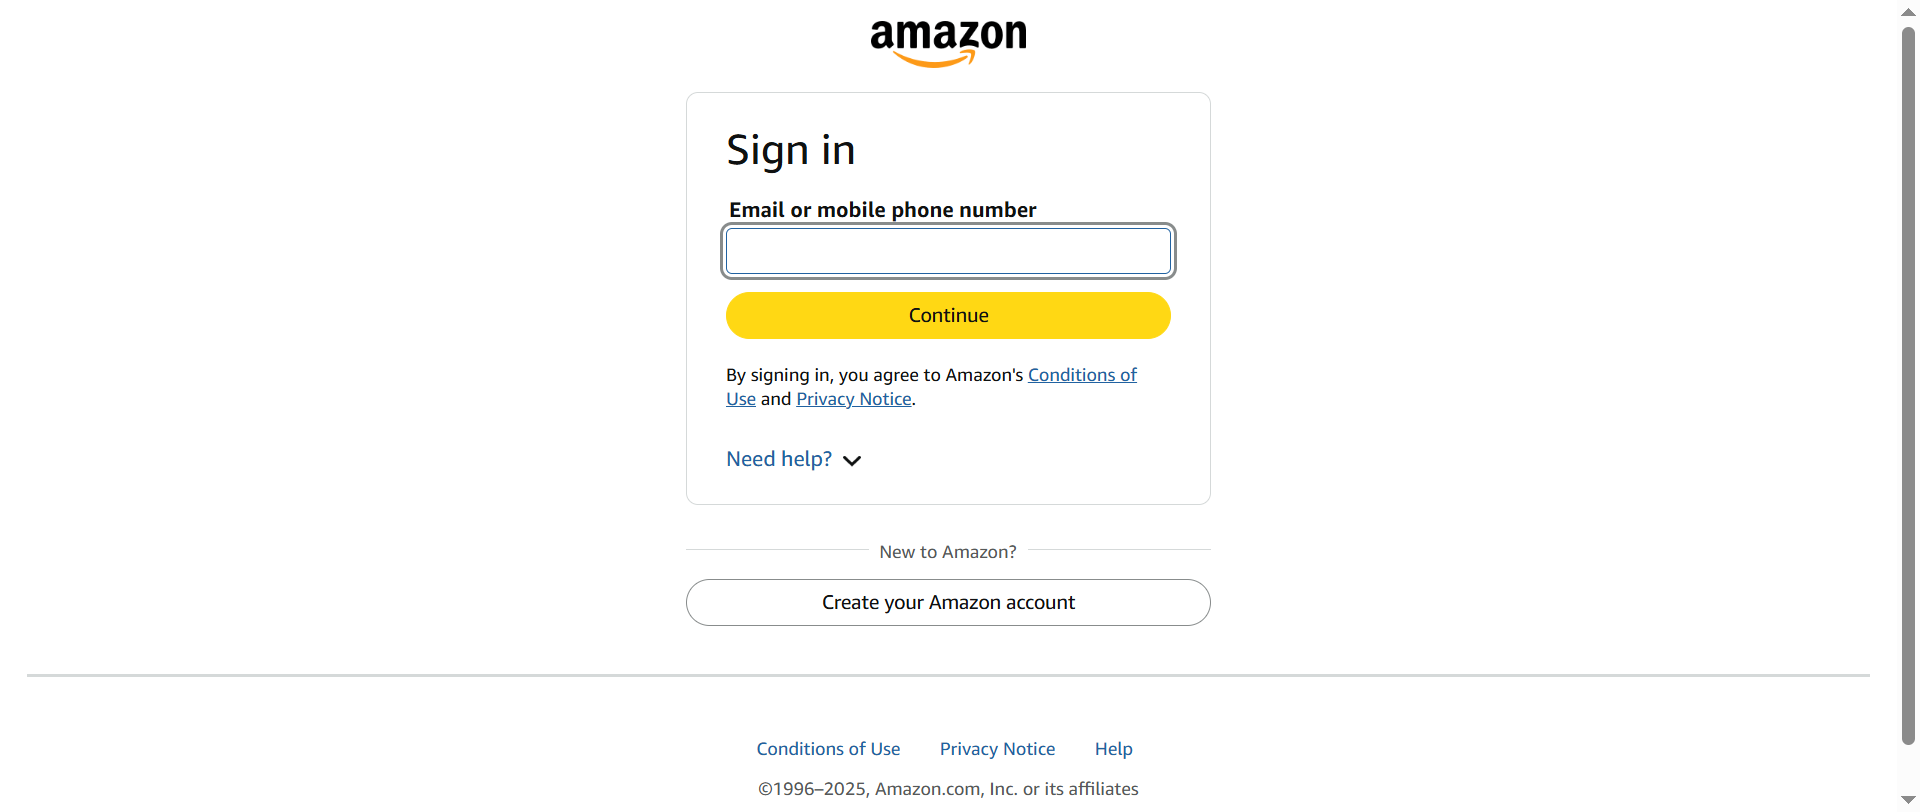 amazon
Sign in
Email or mobile phone number
Continue
By signing in, you agree to Amazon's Conditions of
Use and Privacy Notice.
Need help?
New to Amazon?
Create your Amazon account
Conditions of Use Privacy Notice Help
©1996–2025, Amazon.com, Inc. or its affiliates